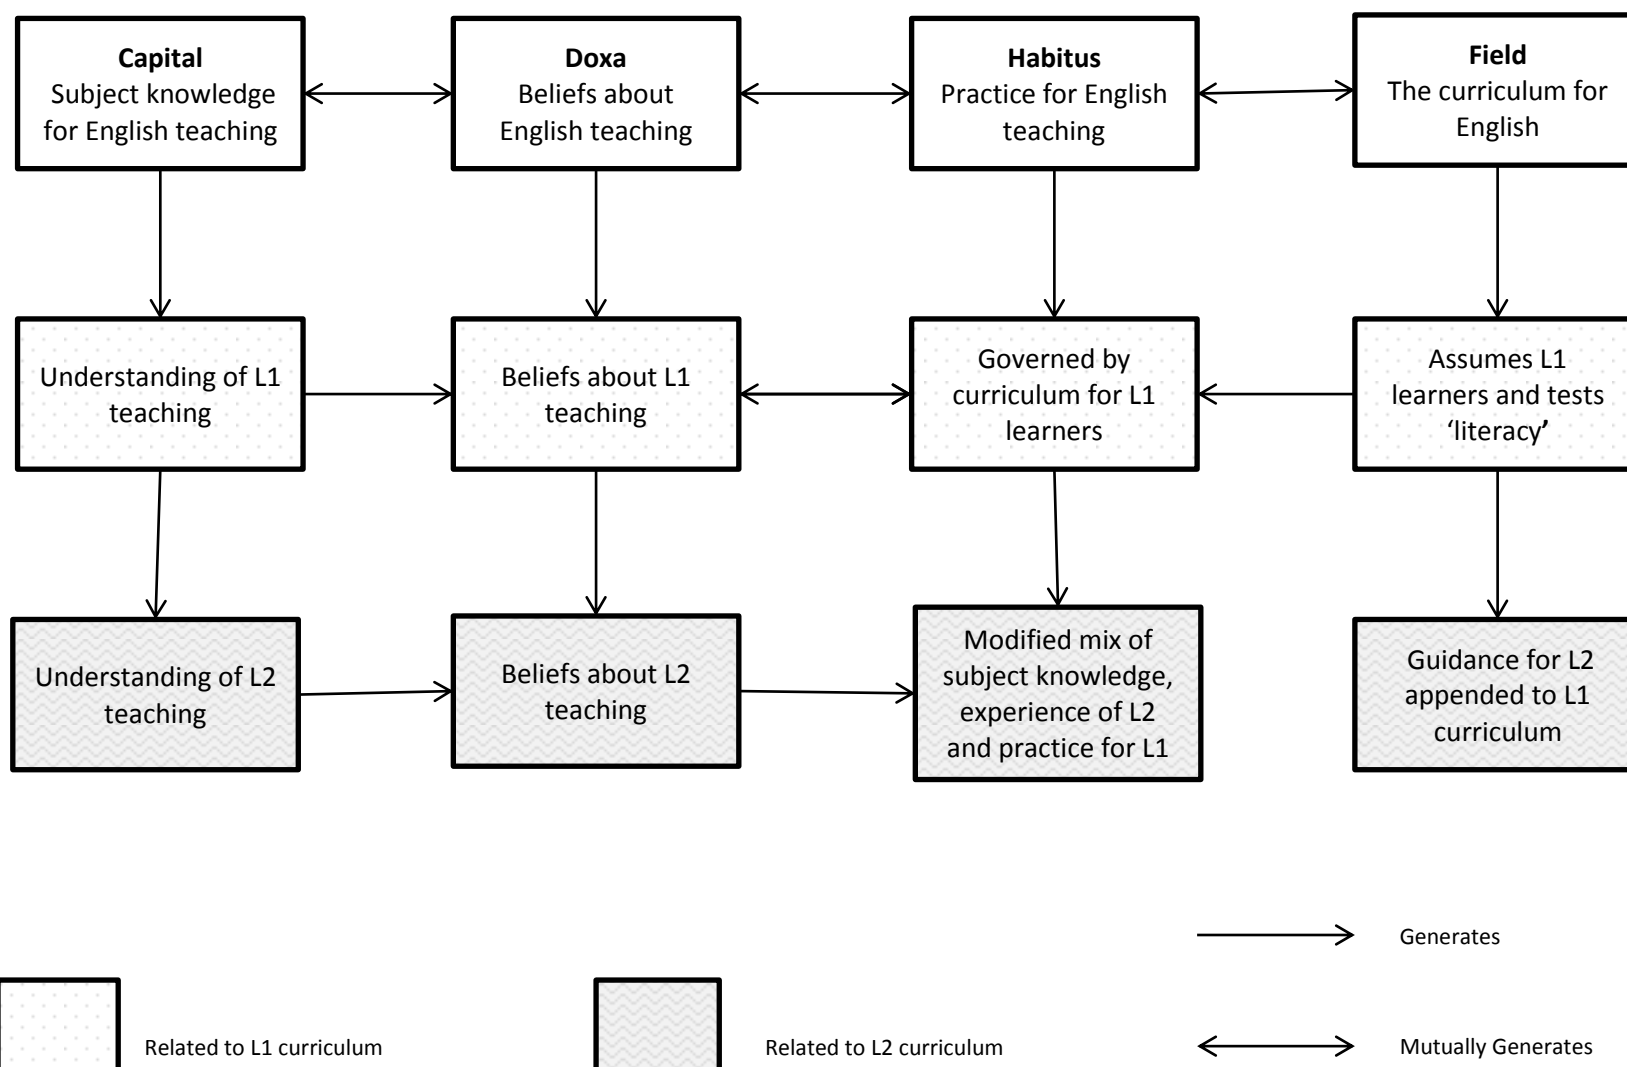 Capital
Subject knowledge
for English teaching
Doxa
Beliefs about
English teaching
Habitus
Practice for English
teaching
Field
The curriculum for
English
Understanding of L1
teaching
Beliefs about L1
teaching
Governed by
curriculum for L1
learners
Assumes L1
learners and tests
‘literacy’
Understanding of L2
teaching
Beliefs about L2
teaching
Modified mix of
subject knowledge,
experience of L2
and practice for L1
Guidance for L2
appended to L1
curriculum
Generates
Related to L1 curriculum
Related to L2 curriculum
Mutually Generates